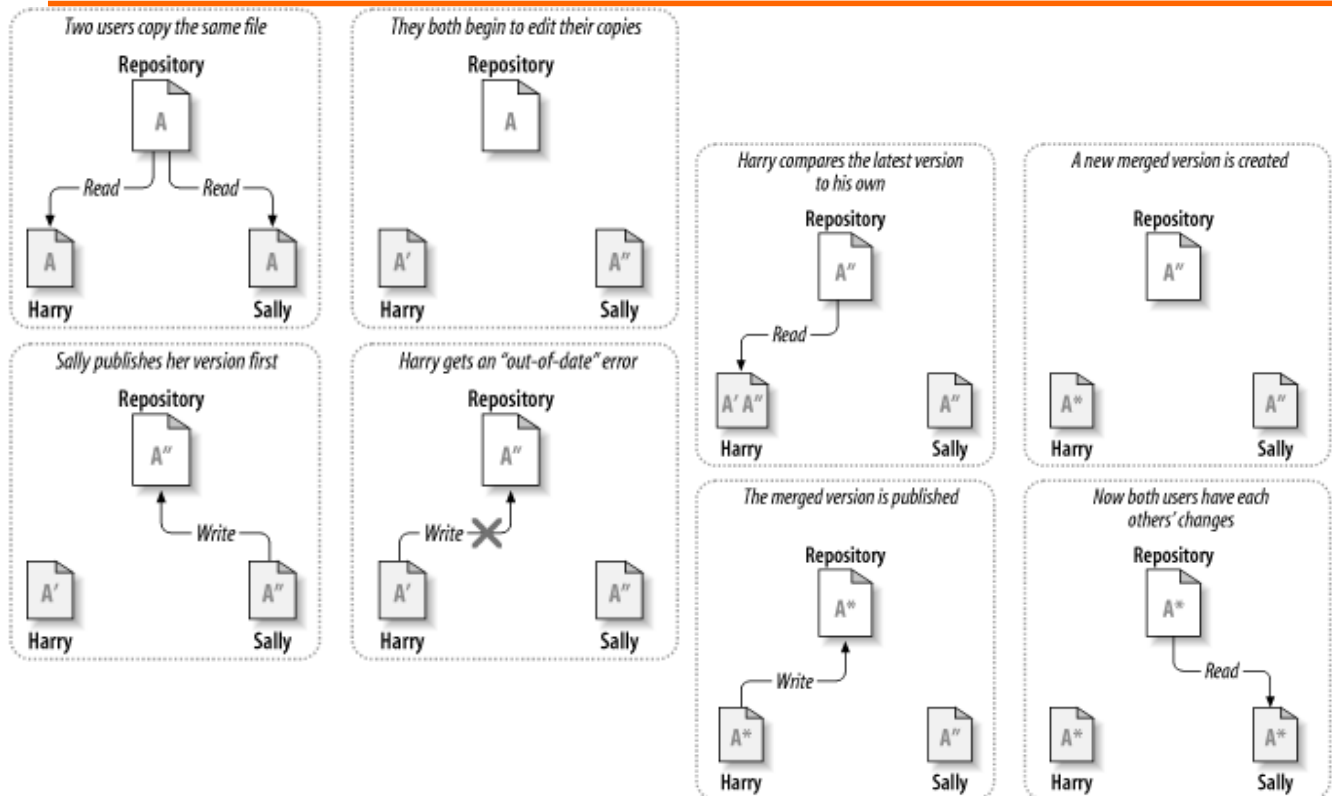 Two users copy the same file
Repository
A
Read
Read
A
A
Harry
Sally
They both begin to edit their copies
Repository
A
A′
A″
Harry
Sally
Sally publishes her version first
Repository
A″
Write
A′
A″
Harry
Sally
Harry gets an “out-of-date” error
Repository
A″
Write
A′
A″
Harry
Sally
Harry compares the latest version
to his own
Repository
A″
Read
A′ A″
A″
Harry
Sally
A new merged version is created
Repository
A″
A*
A″
Harry
Sally
The merged version is published
Repository
A*
Write
A*
A″
Harry
Sally
Now both users have each
others’ changes
Repository
A*
Read
A*
A*
Harry
Sally